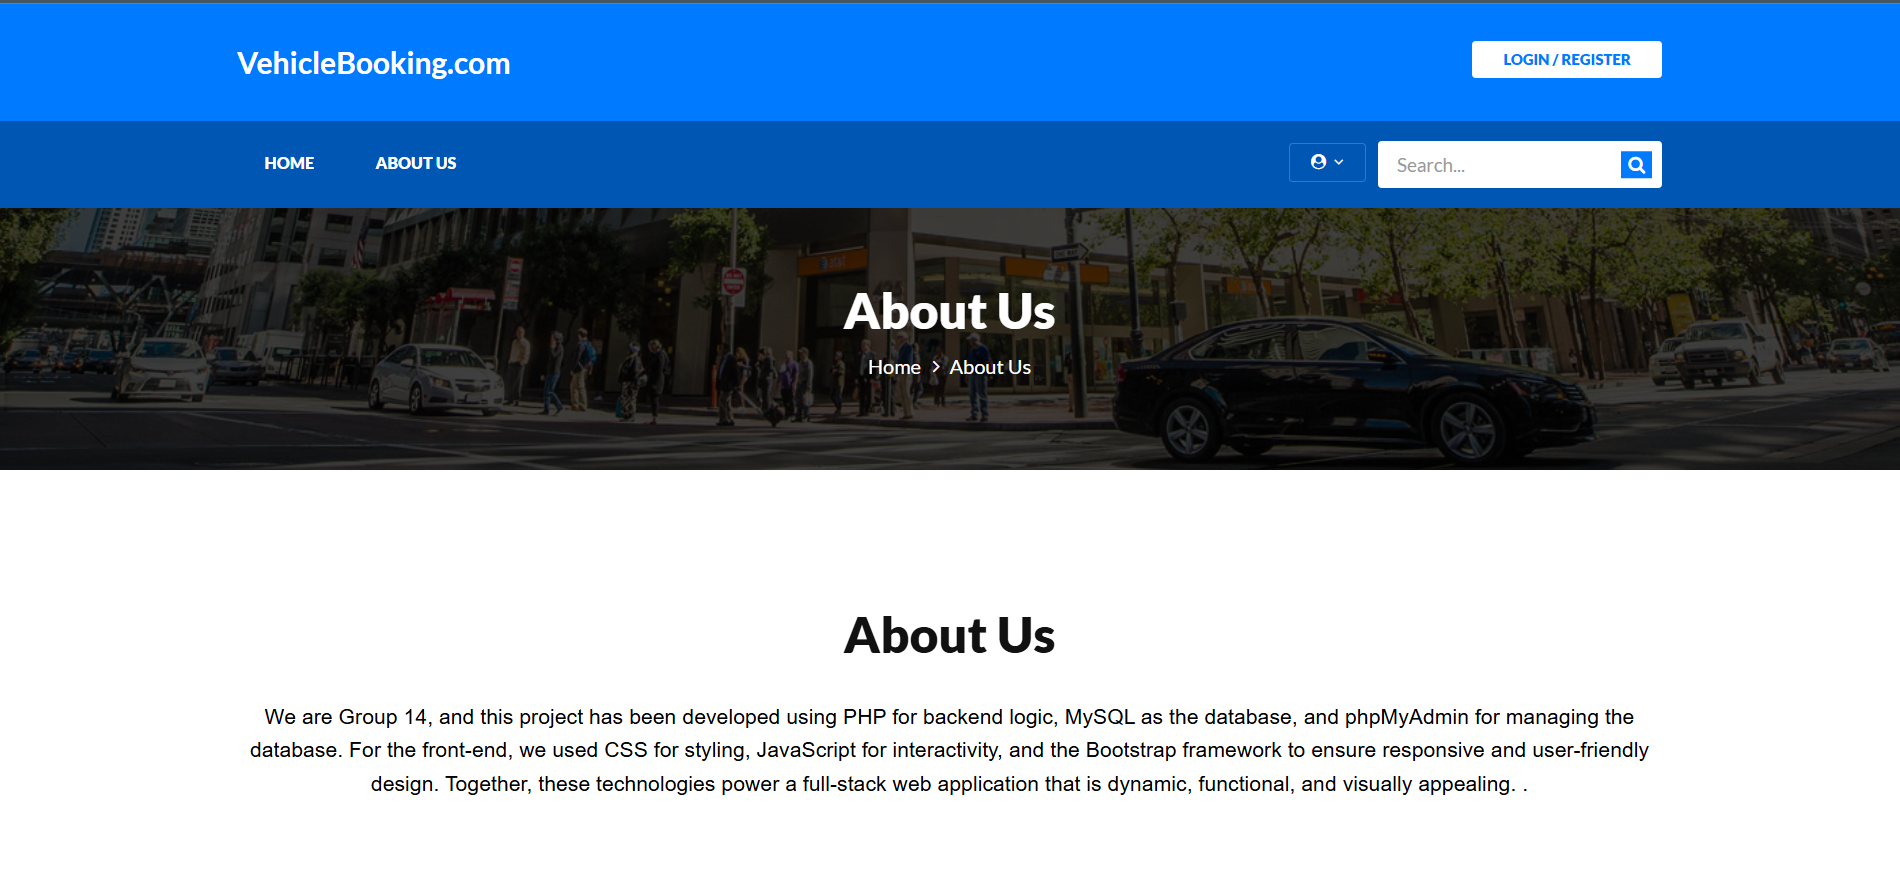 VehicleBooking.com
LOGIN / REGISTER
HOME
ABOUT US
Search...
AT&T
ONE WAY
About Us
Home > About Us
About Us
We are Group 14, and this project has been developed using PHP for backend logic, MySQL as the database, and phpMyAdmin for managing the
database. For the front-end, we used CSS for styling, JavaScript for interactivity, and the Bootstrap framework to ensure responsive and user-friendly
design. Together, these technologies power a full-stack web application that is dynamic, functional, and visually appealing. .